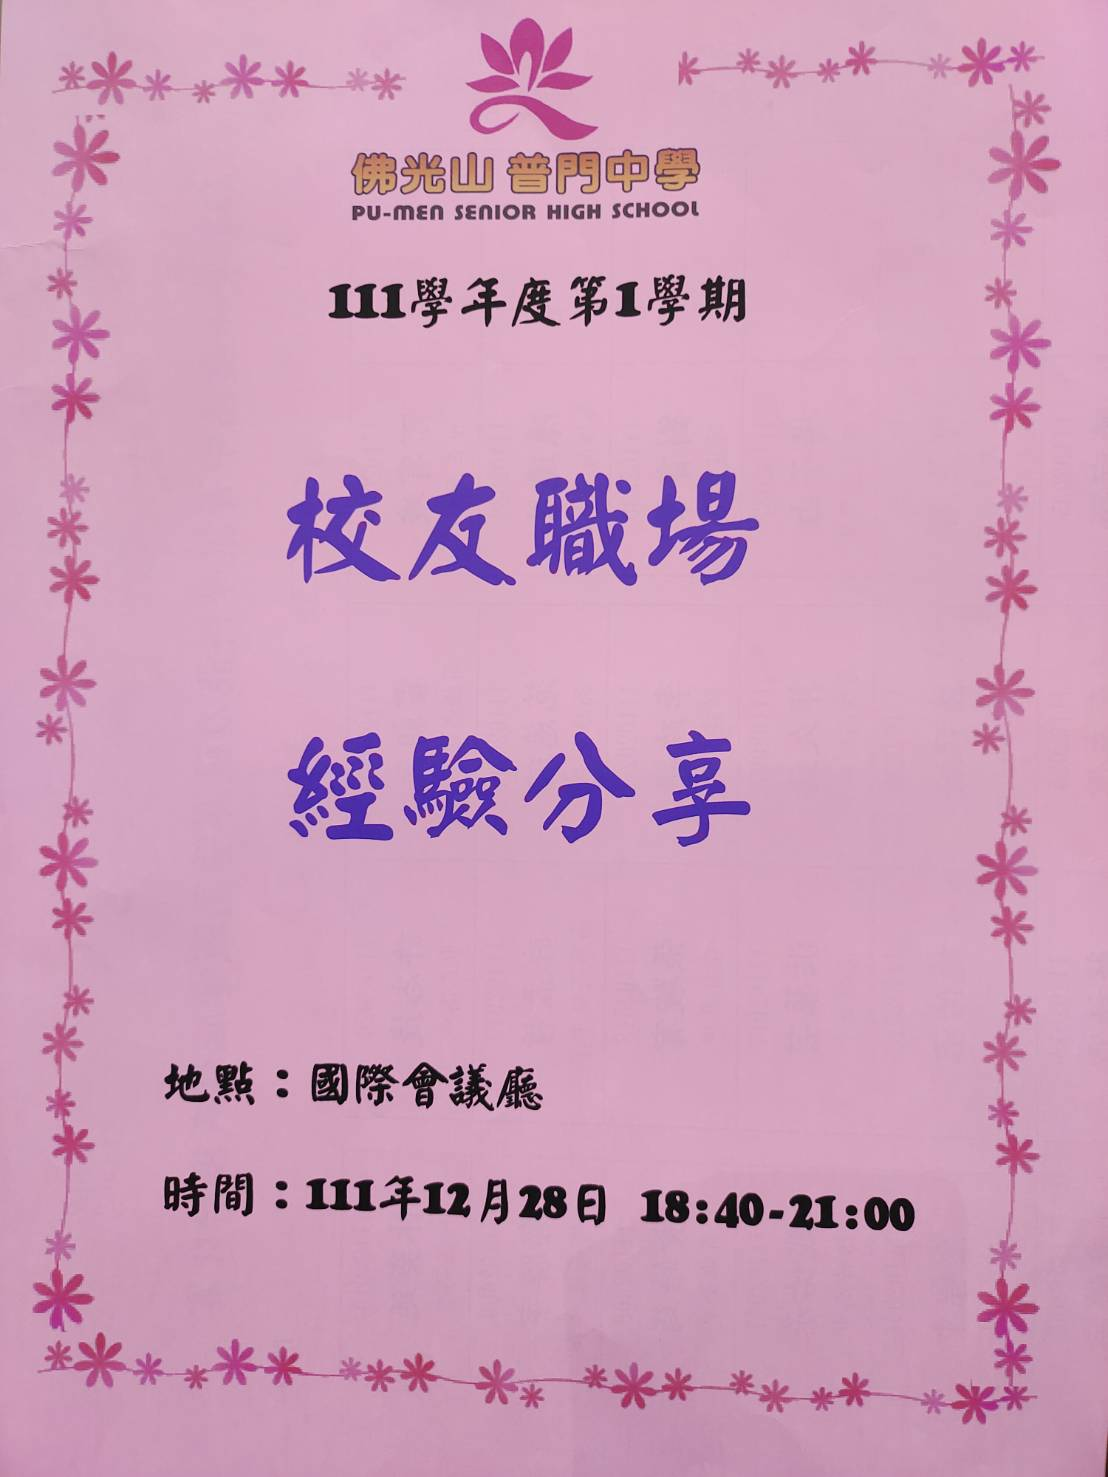 佛光山 普門中學
PU-MEN SENIOR HIGH SCHOOL
111學年度第1學期
校友職場
經驗分享
地點：國際會議廳
時間：111年12月28日 18:40-21:00